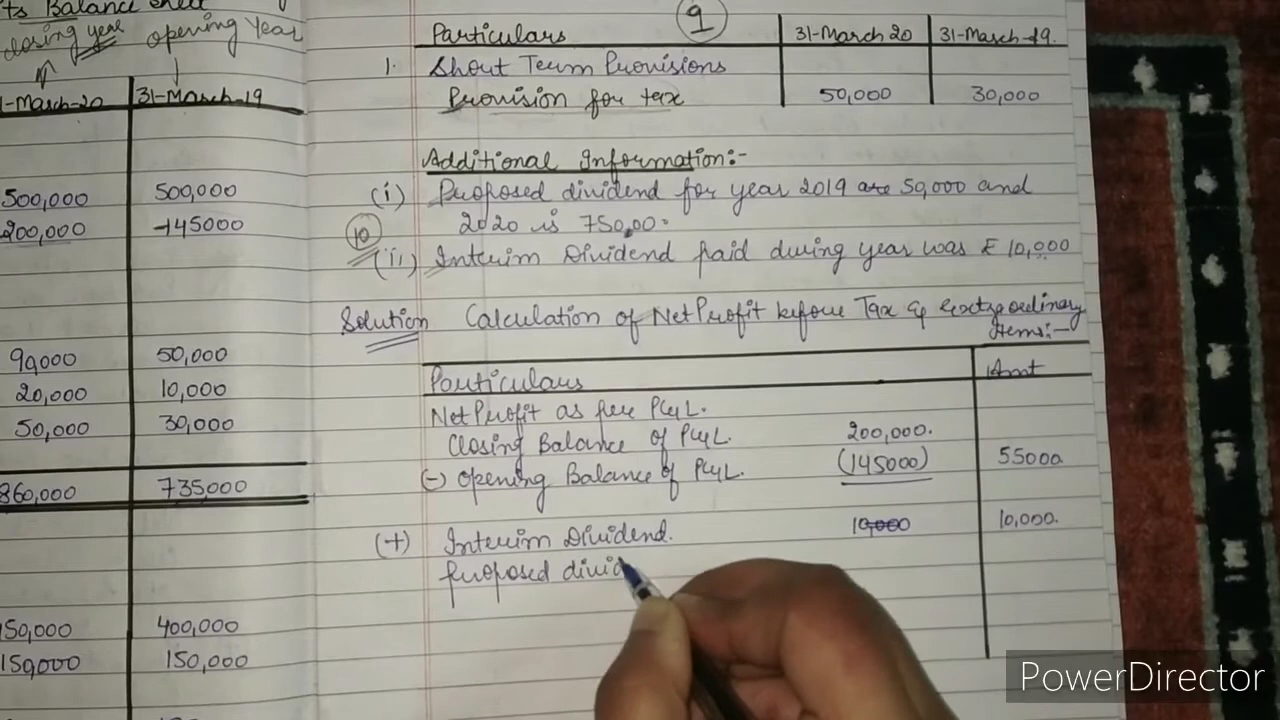 its Balance sheet
closing year opening Year
1-March-20 31-March-19
500,000 500,000
200,000 -145000
90,000 50,000
20,000 10,000
50,000 30,000
860,000 735,000
50,000 400,000
150,000 150,000
9
Particulars 31-March 20 31-March-19.
1. Short Term Provisions
Provision for tax 50,000 30,000
Additional Information:-
(i) Proposed dividend for year 2019 are 50,000 and
2020 is 750,00.
10
(ii) Interim Dividend paid during year was ₤ 10,000
Solution Calculation of Net Profit before Tax & Extraordinary
Items:-
Particulars Amt
Net Profit as per P&L.
Closing Balance of P&L. 200,000.
(-) Opening Balance of P&L. (145000) 55000
(+) Interim Dividend. 10,000 10,000.
Proposed divid
PowerDirector